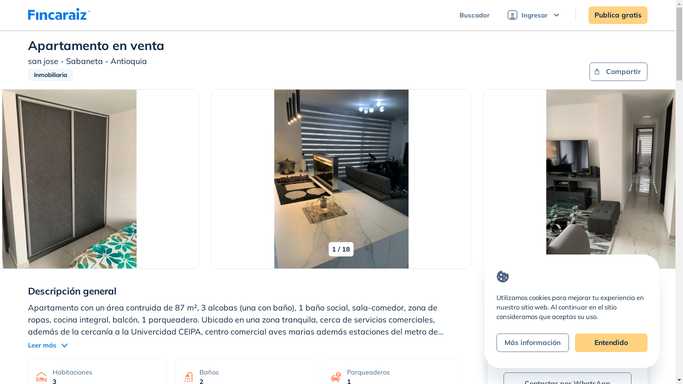 Fincaraiz
Buscador
Ingresar
Publica gratis
Apartamento en venta
san jose - Sabaneta - Antioquia
Inmobiliaria
Compartir
1 / 18
Descripción general
Apartamento con un área contruida de 87 m², 3 alcobas (una con baño), 1 baño social, sala-comedor, zona de
ropas, cocina integral, balcón, 1 parqueadero. Ubicado en una zona tranquila, cerca de servicios comerciales,
además de la cercanía a la Univercidad CEIPA, centro comercial aves marias además estaciones del metro de...
Leer más
Habitaciones
3
Baños
2
Parqueaderos
1
Utilizamos cookies para mejorar tu experiencia en
nuestro sitio web. Al continuar en el sitio
consideramos que aceptas su uso.
Más información
Entendido
Contactar por WhatsApp